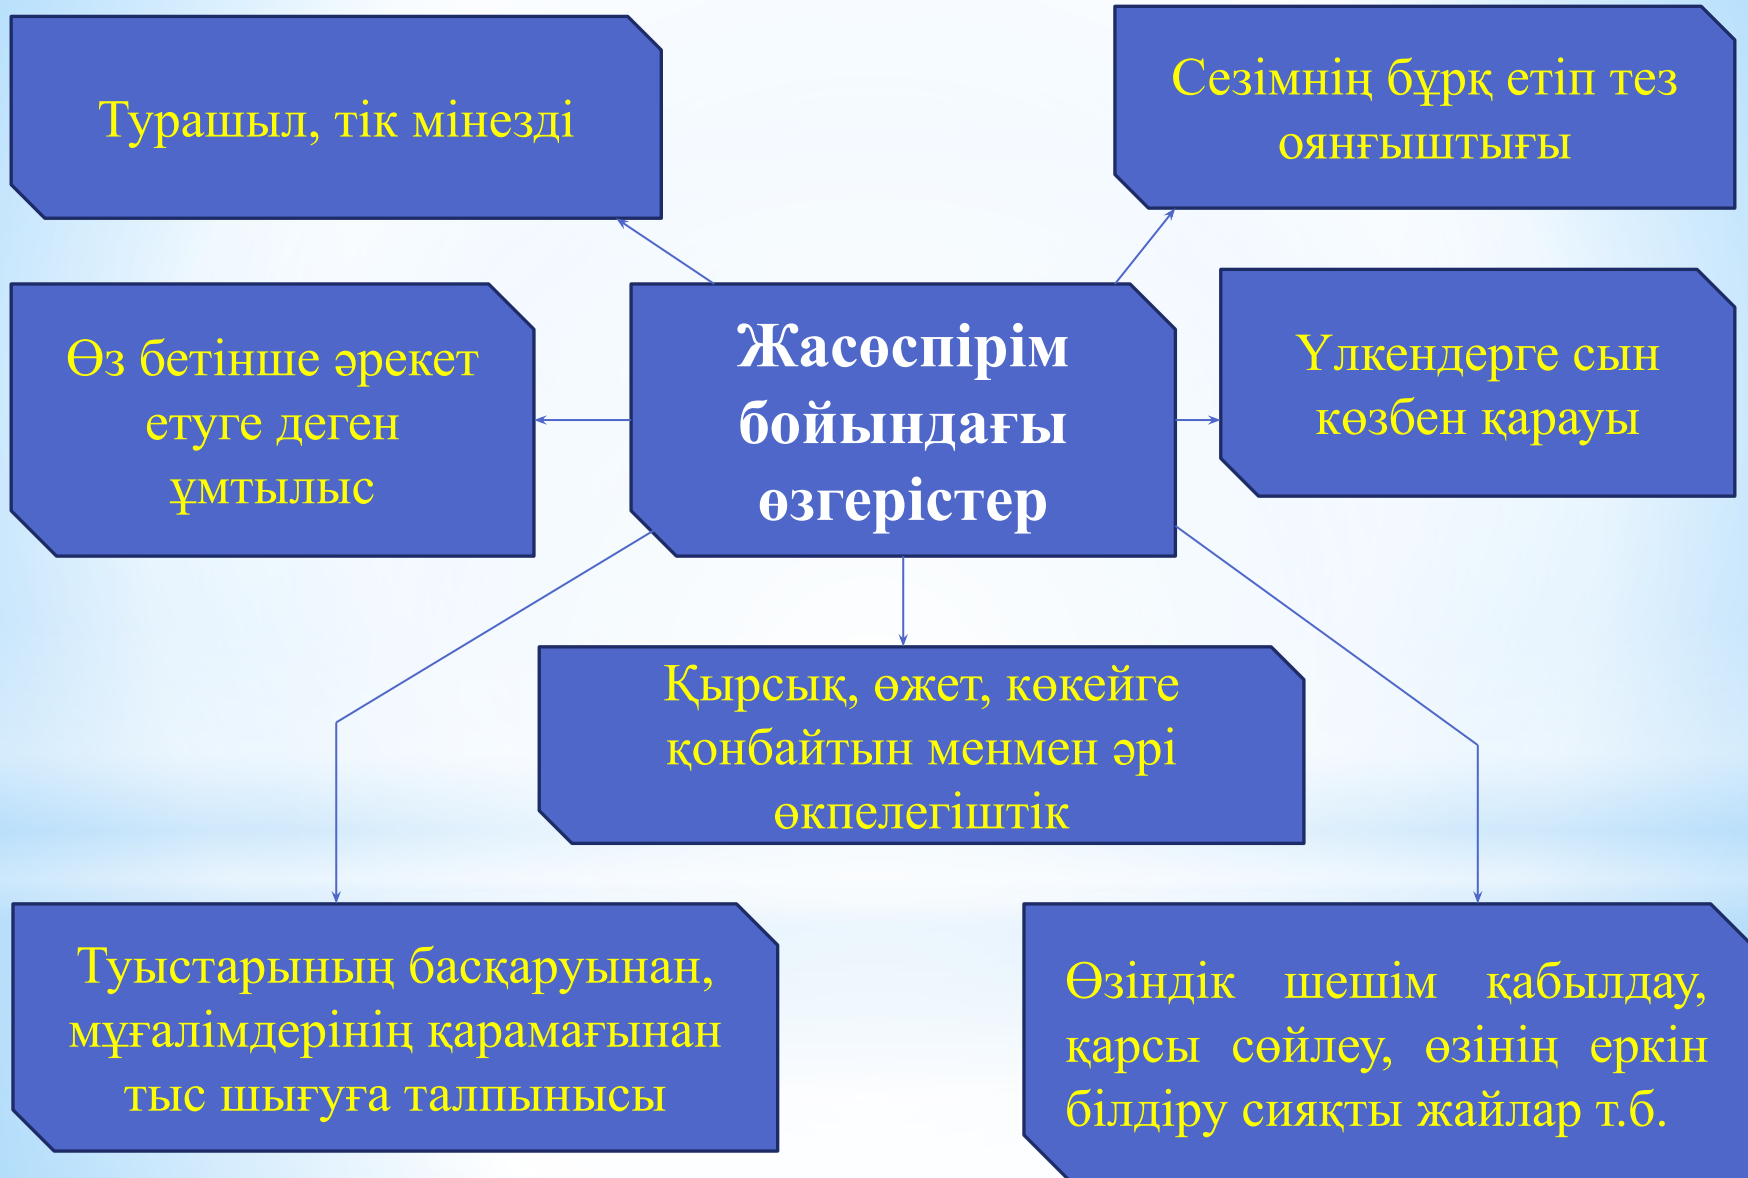 Турашыл, тік мінезді
Сезімнің бұрқ етіп тез
оянғыштығы
Өз бетінше әрекет
етуге деген
ұмтылыс
Жасөспірім
бойындағы
өзгерістер
Үлкендерге сын
көзбен қарауы
Қырсық, өжет, көкейге
қонбайтын менмен әрі
өкпелегіштік
Туыстарының басқаруынан,
мұғалімдерінің қарамағынан
тыс шығуға талпынысы
Өзіндік шешім қабылдау,
қарсы сөйлеу, өзінің еркін
білдіру сияқты жайлар т.б.